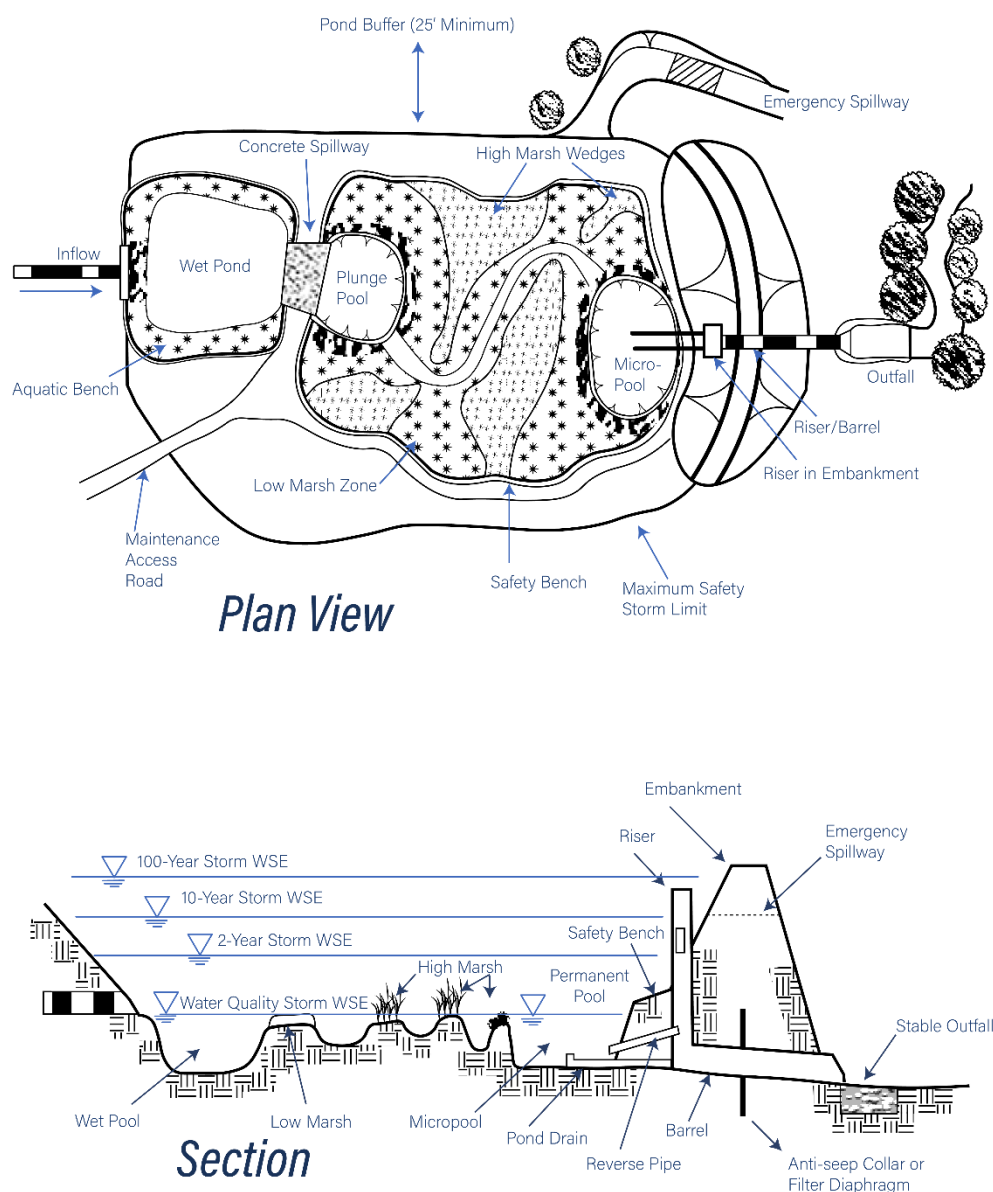 Pond Buffer (25' Minimum)
Emergency Spillway
Concrete Spillway
High Marsh Wedges
Inflow
Wet Pond
Plunge
Pool
Micro-
Pool
Aquatic Bench
Outfall
Riser/Barrel
Riser in Embankment
Low Marsh Zone
Maintenance
Access
Road
Safety Bench
Maximum Safety
Storm Limit
Plan View
Embankment
Riser
Emergency
Spillway
100-Year Storm WSE
10-Year Storm WSE
2-Year Storm WSE
Safety Bench
High Marsh
Permanent
Pool
Water Quality Storm WSE
Stable Outfall
Wet Pool
Low Marsh
Micropool
Pond Drain
Barrel
Reverse Pipe
Anti-seep Collar or
Filter Diaphragm
Section